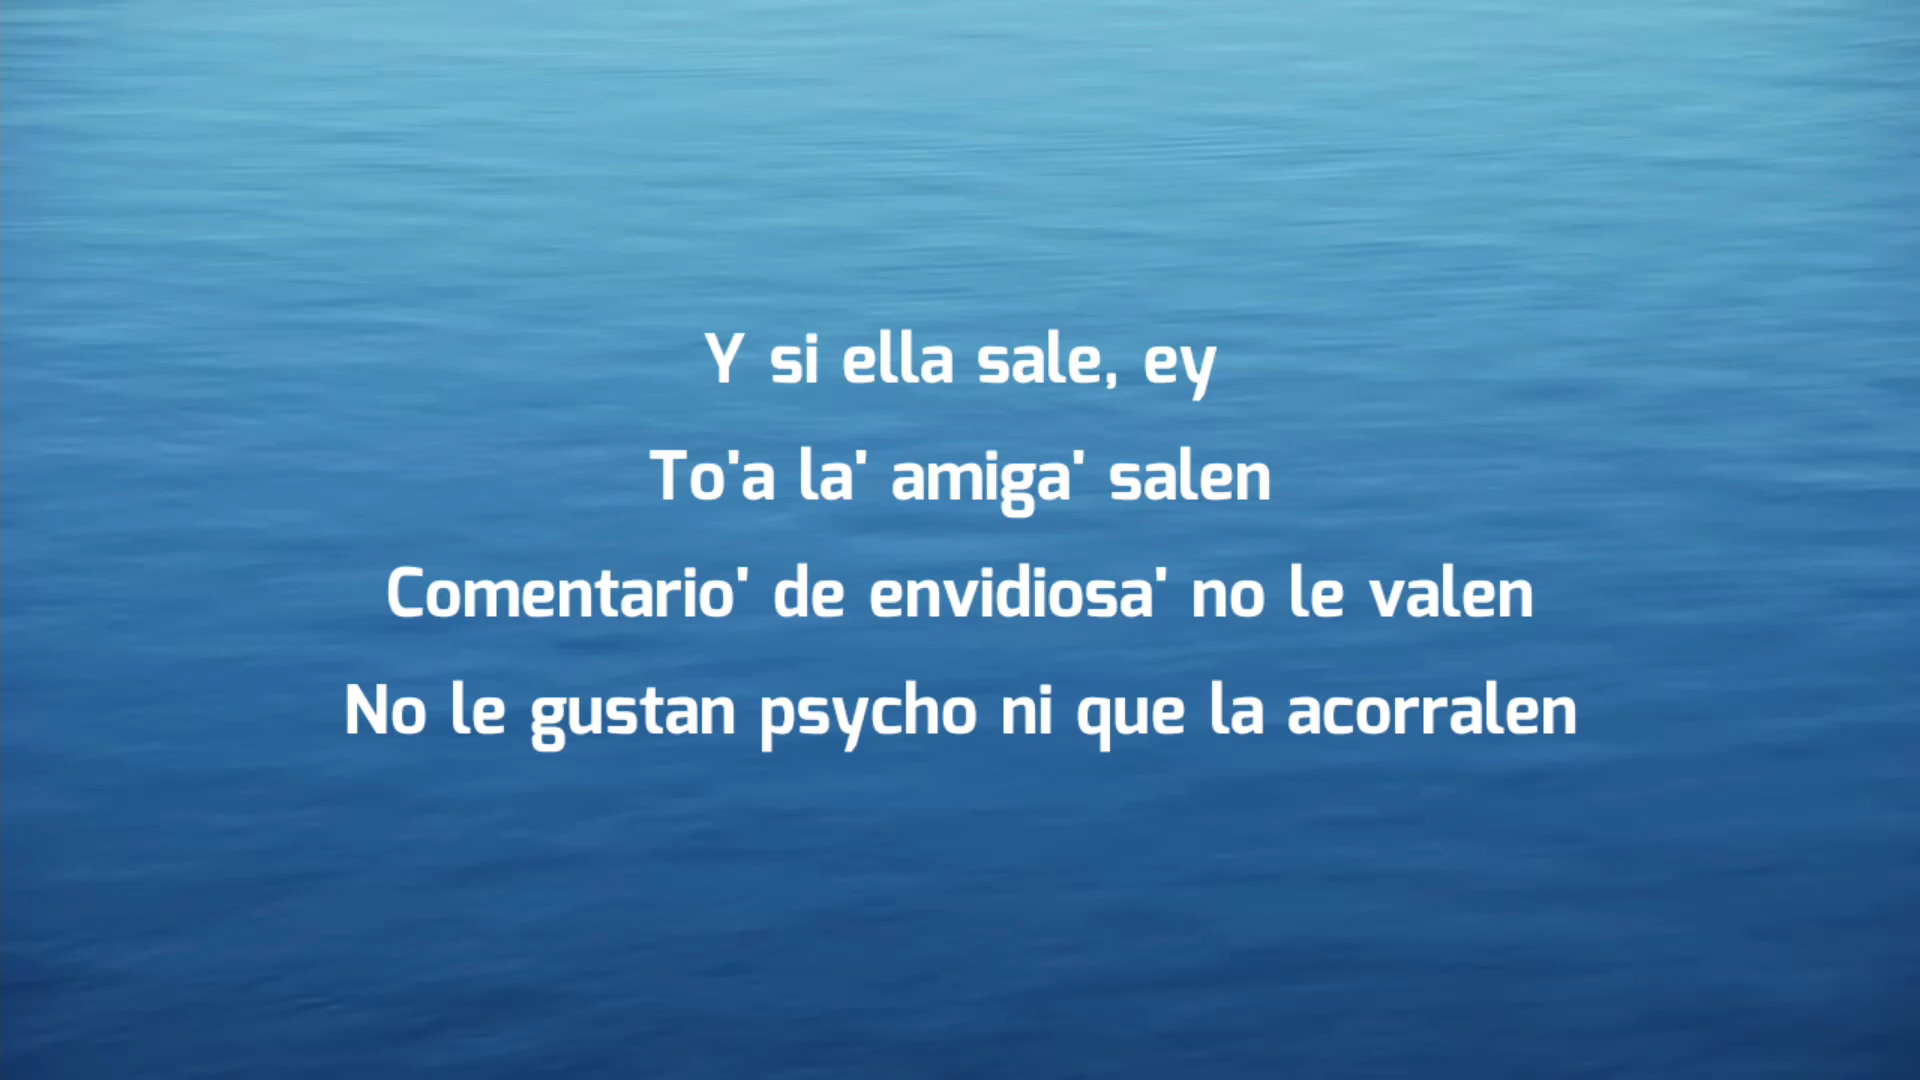 Y si ella sale, ey
To'a la' amiga' salen
Comentario' de envidiosa' no le valen
No le gustan psycho ni que la acorralen